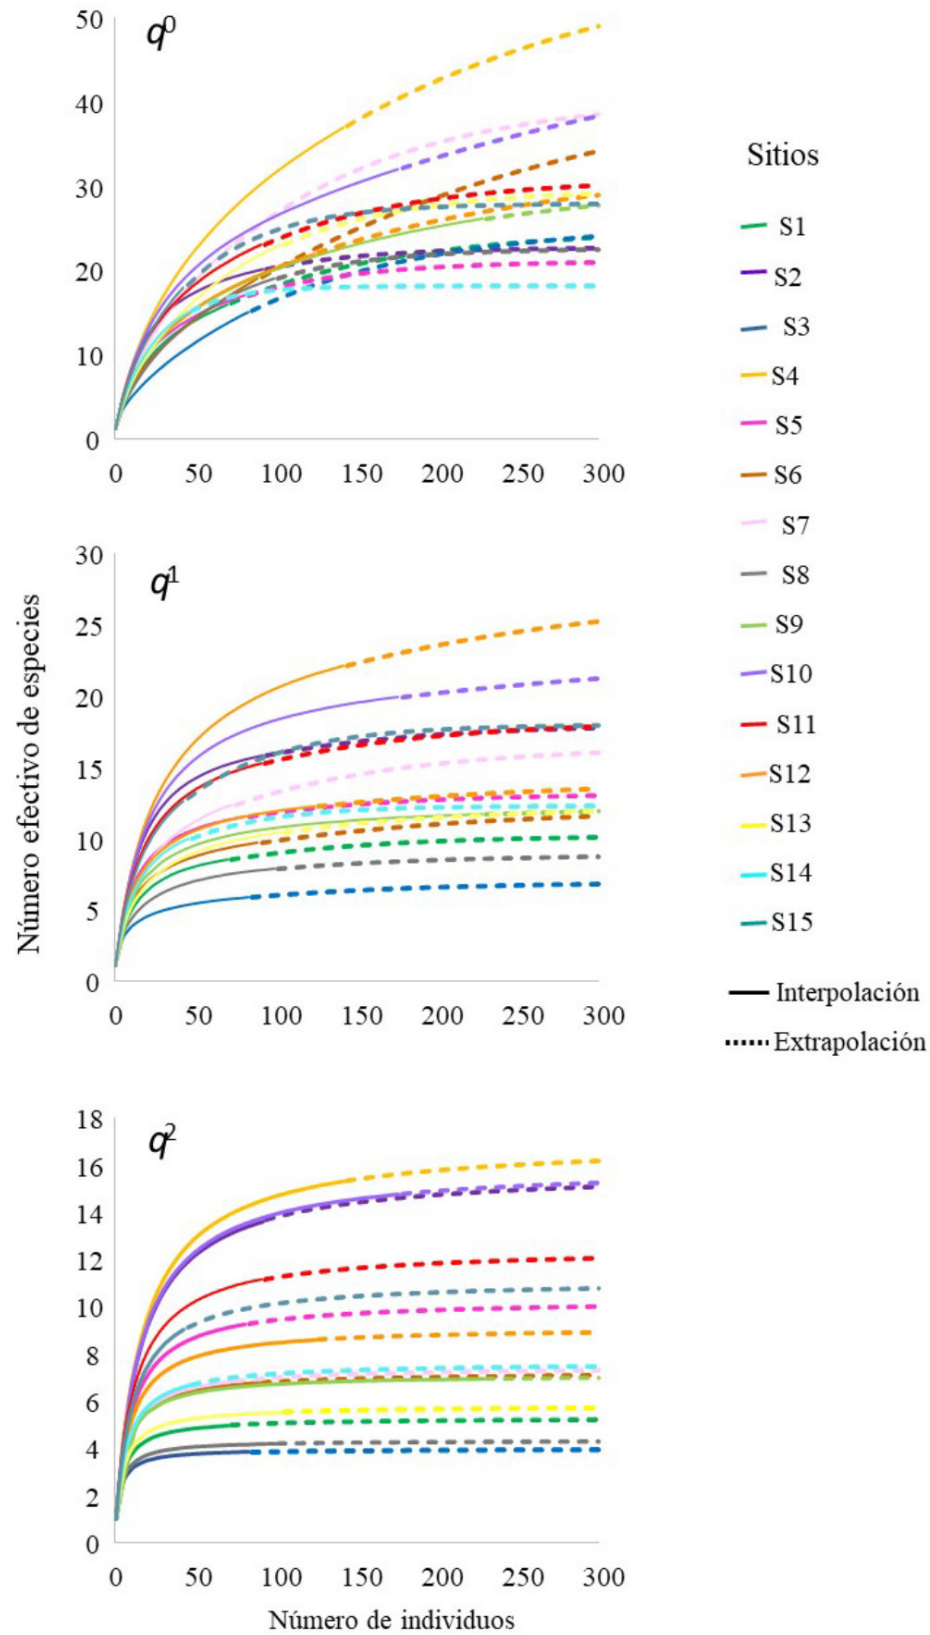 50
q0
40
30
20
10
0
0 50 100 150 200 250 300
30
q1
25
20
15
10
5
0
0 50 100 150 200 250 300
18
q2
16
14
12
10
8
6
4
2
0
0 50 100 150 200 250 300
Número efectivo de especies
Número de individuos
Sitios
S1
S2
S3
S4
S5
S6
S7
S8
S9
S10
S11
S12
S13
S14
S15
Interpolación
Extrapolación